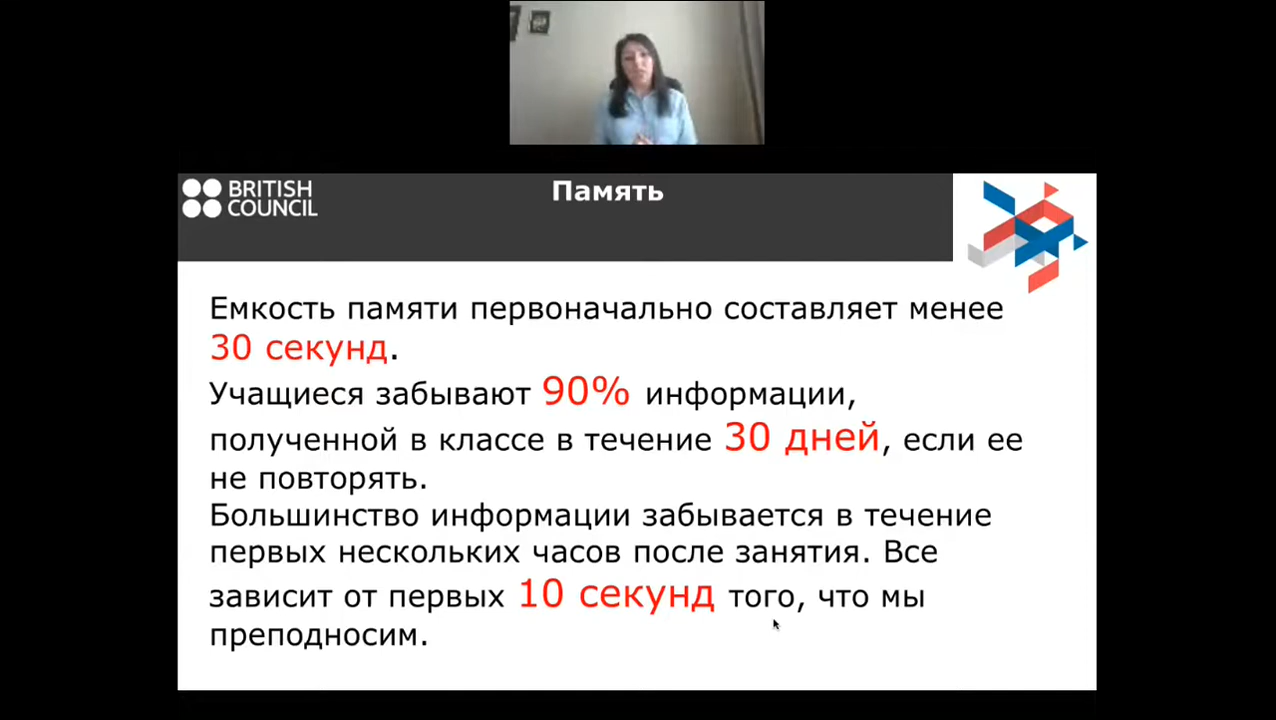 BRITISH
COUNCIL
Память
Емкость памяти первоначально составляет менее
30 секунд.
Учащиеся забывают 90% информации,
полученной в классе в течение 30 дней, если ее
не повторять.
Большинство информации забывается в течение
первых нескольких часов после занятия. Все
зависит от первых 10 секунд того, что мы
преподносим.